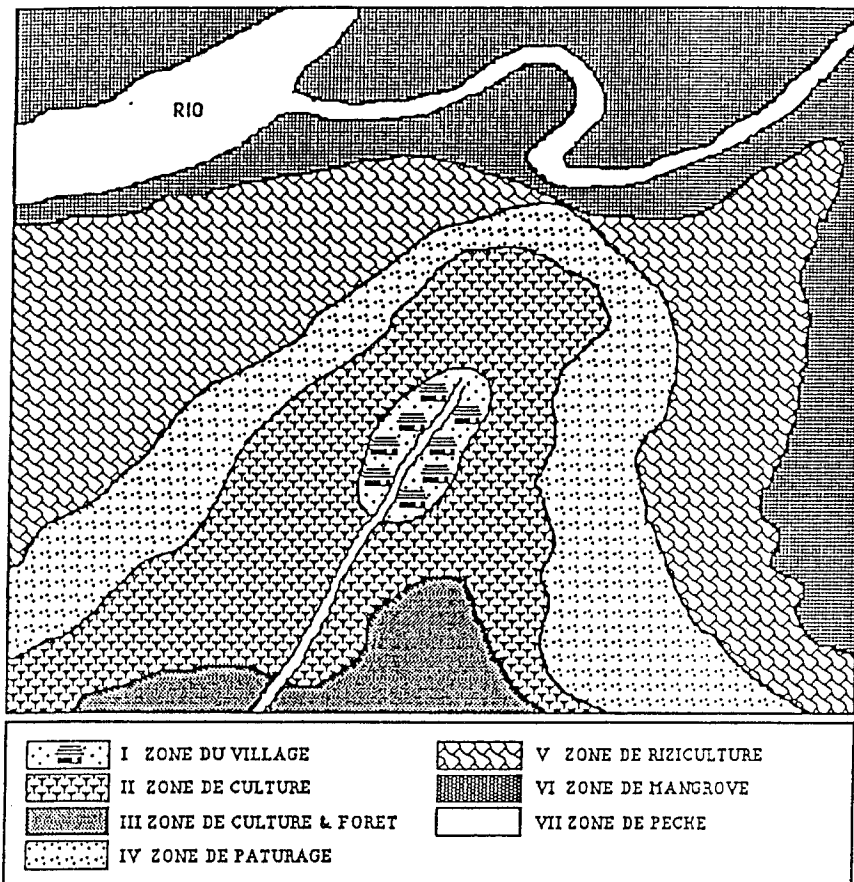 RIO
I ZONE DU VILLAGE
II ZONE DE CULTURE
III ZONE DE CULTURE & FORET
IV ZONE DE PATURAGE
V ZONE DE RIZICULTURE
VI ZONE DE MANGROVE
VII ZONE DE PECHE